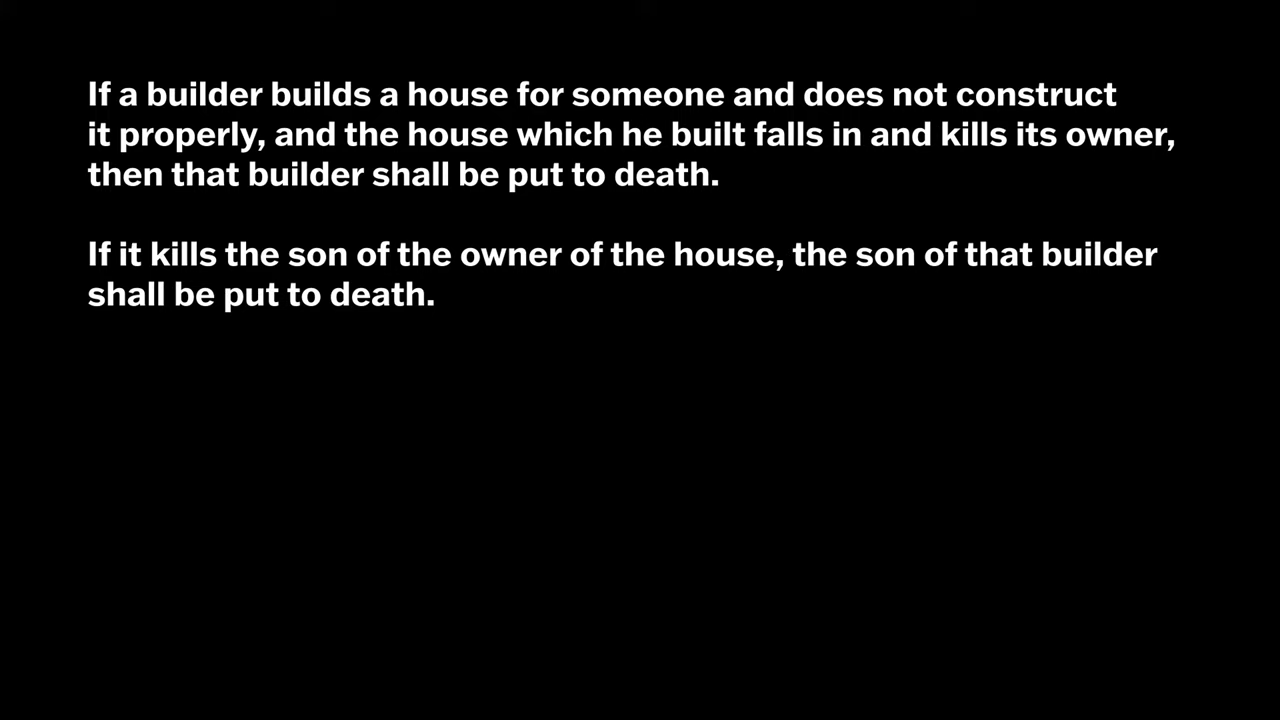 If a builder builds a house for someone and does not construct
it properly, and the house which he built falls in and kills its owner,
then that builder shall be put to death.
If it kills the son of the owner of the house, the son of that builder
shall be put to death.